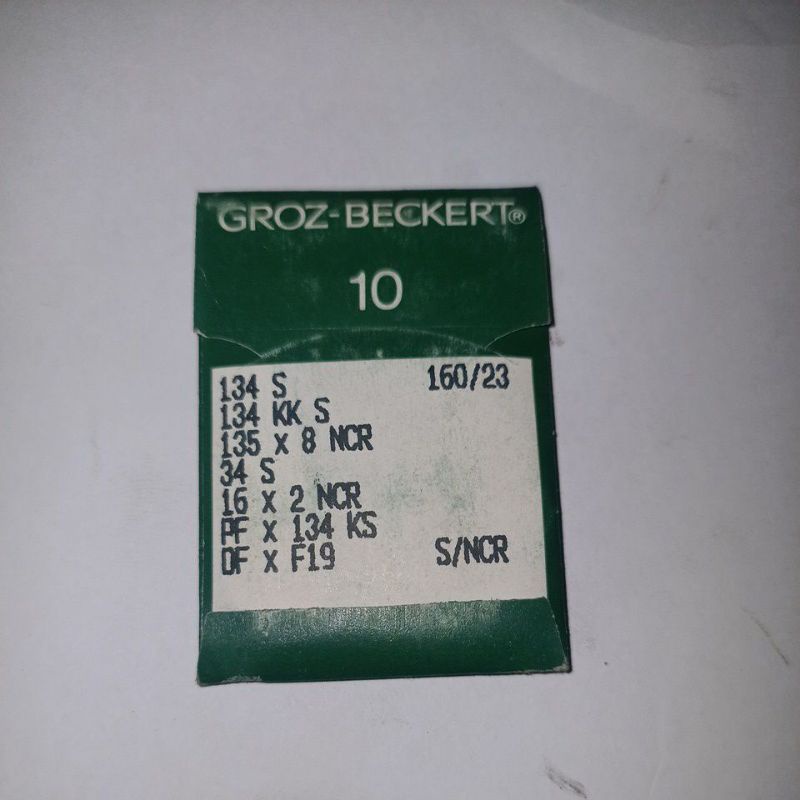 GROZ-BECKERT®
10
134 S 160/23
134 KK S
135 x 8 NCR
34 S
16 x 2 NCR
PF x 134 KS
DF x F19 S/NCR